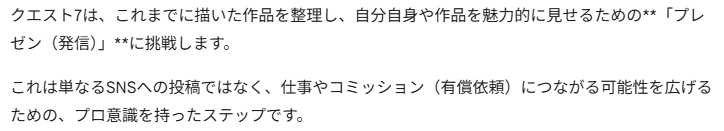 クエスト7は、これまでに描いた作品を整理し、自分自身や作品を魅力的に見せるための**「プレ
ゼン（発信）」**に挑戦します。
これは単なるSNSへの投稿ではなく、仕事やコミッション（有償依頼）につながる可能性を広げる
ための、プロ意識を持ったステップです。